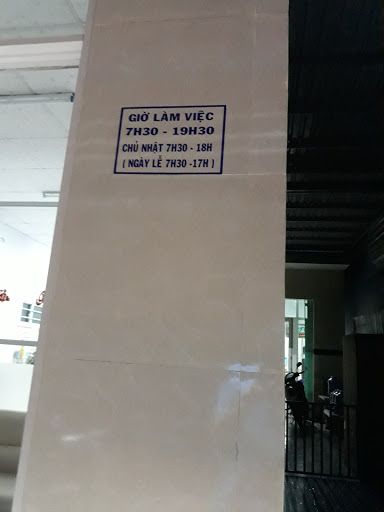 GIỜ LÀM VIỆC
7H30 - 19H30
CHỦ NHẬT 7H30 - 18H
( NGÀY LỄ 7H30 -17H )